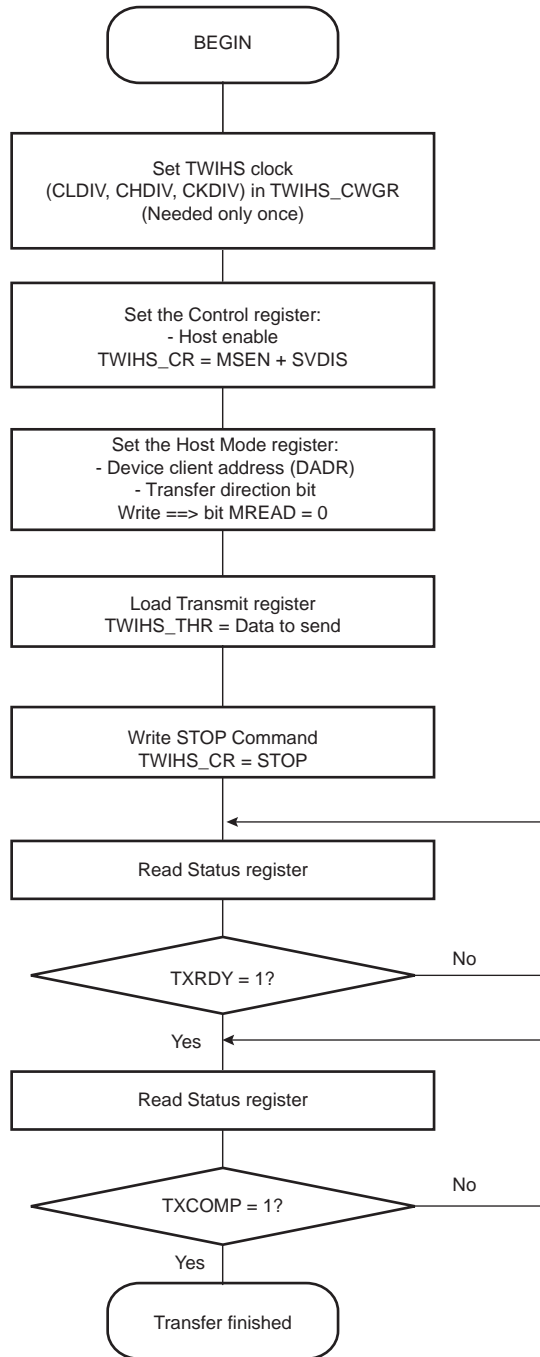 BEGIN
Set TWIHS clock
(CLDIV, CHDIV, CKDIV) in TWIHS_CWGR
(Needed only once)
Set the Control register:
- Host enable
TWIHS_CR = MSEN + SVDIS
Set the Host Mode register:
- Device client address (DADR)
- Transfer direction bit
Write ==> bit MREAD = 0
Load Transmit register
TWIHS_THR = Data to send
Write STOP Command
TWIHS_CR = STOP
Read Status register
TXRDY = 1?
No
Yes
Read Status register
TXCOMP = 1?
No
Yes
Transfer finished